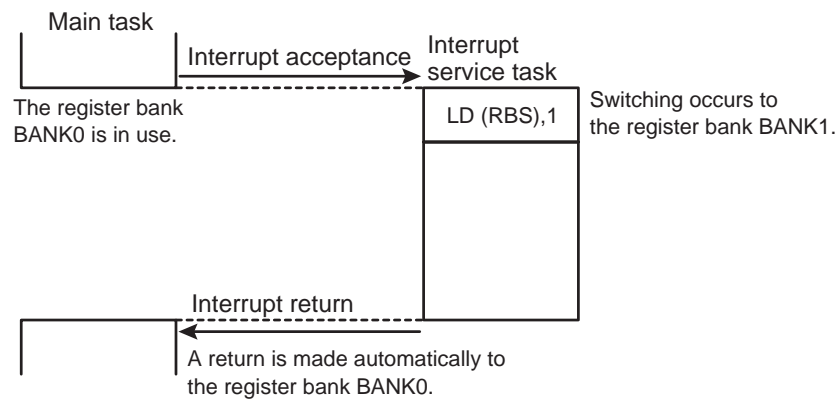 Main task
Interrupt acceptance
Interrupt
service task
The register bank
BANK0 is in use.
LD (RBS),1
Switching occurs to
the register bank BANK1.
Interrupt return
A return is made automatically to
the register bank BANK0.